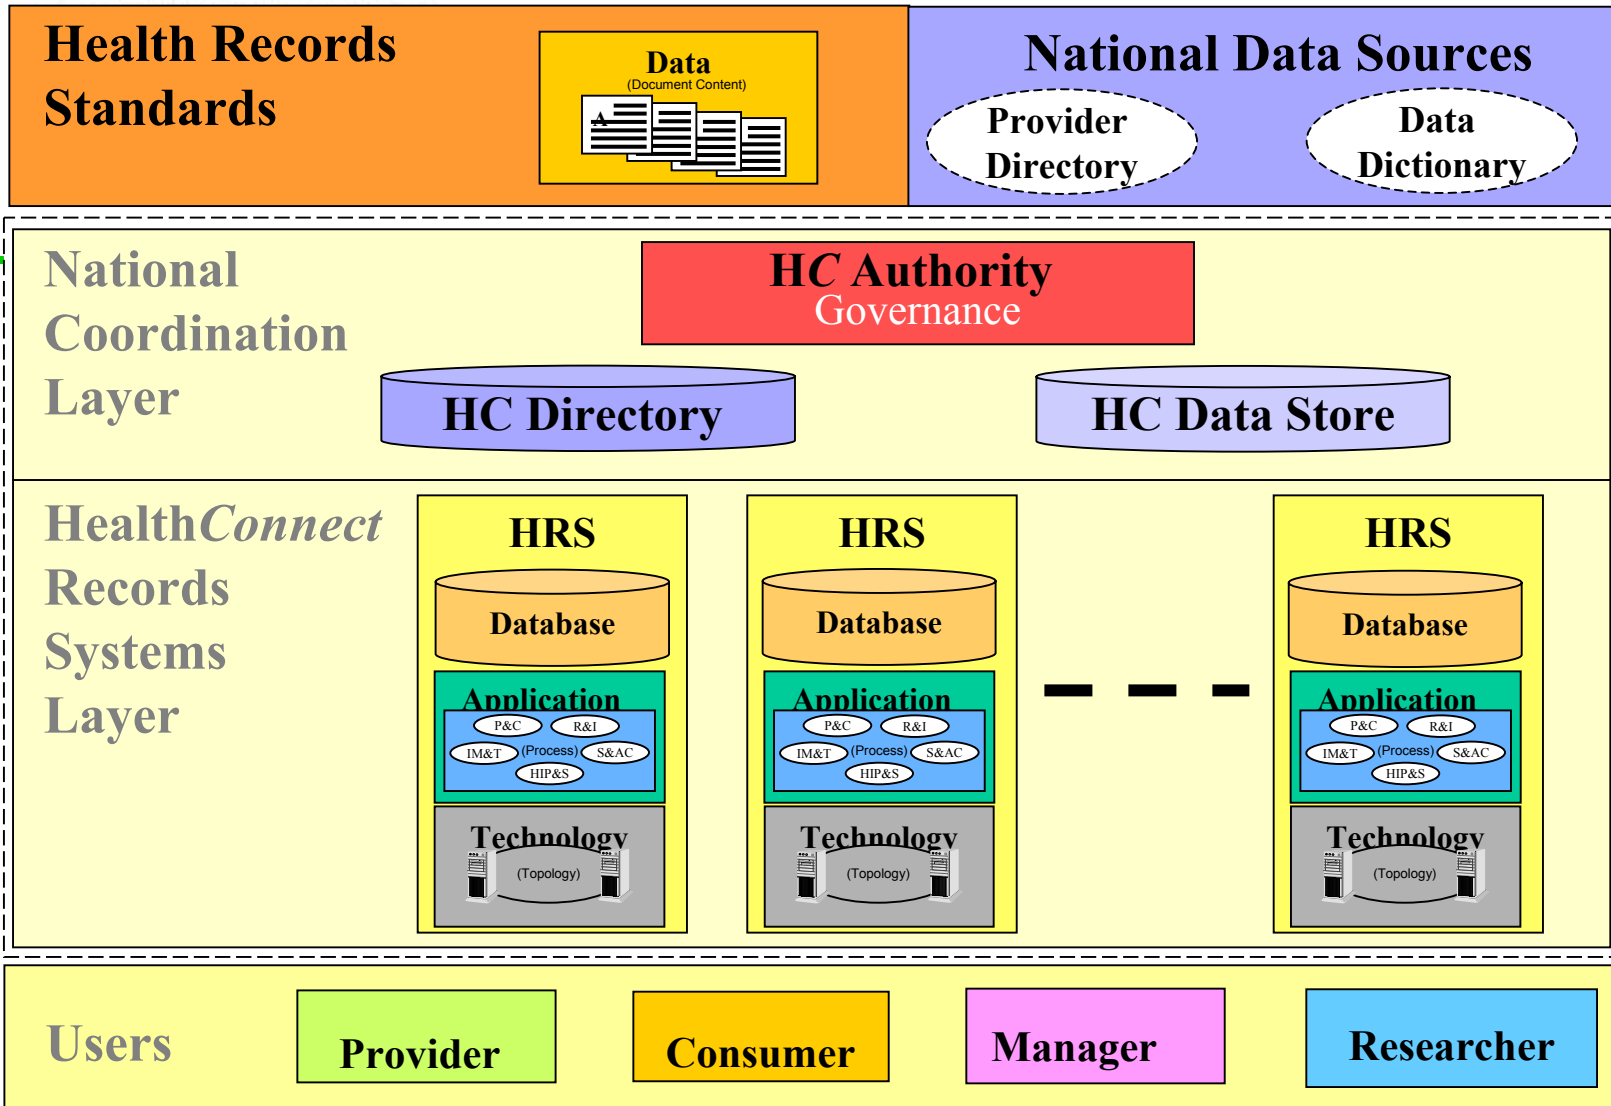 Health Records
Standards
Data
(Document Content)
A
National Data Sources
Provider
Directory
Data
Dictionary
National
Coordination
Layer
HC Authority
Governance
HC Directory
HC Data Store
HealthConnect
Records
Systems
Layer
HRS
Database
Application
P&C
R&I
IM&T
(Process)
S&AC
HIP&S
Technology
(Topology)
HRS
Database
Application
P&C
R&I
IM&T
(Process)
S&AC
HIP&S
Technology
(Topology)
HRS
Database
Application
P&C
R&I
IM&T
(Process)
S&AC
HIP&S
Technology
(Topology)
Users
Provider
Consumer
Manager
Researcher